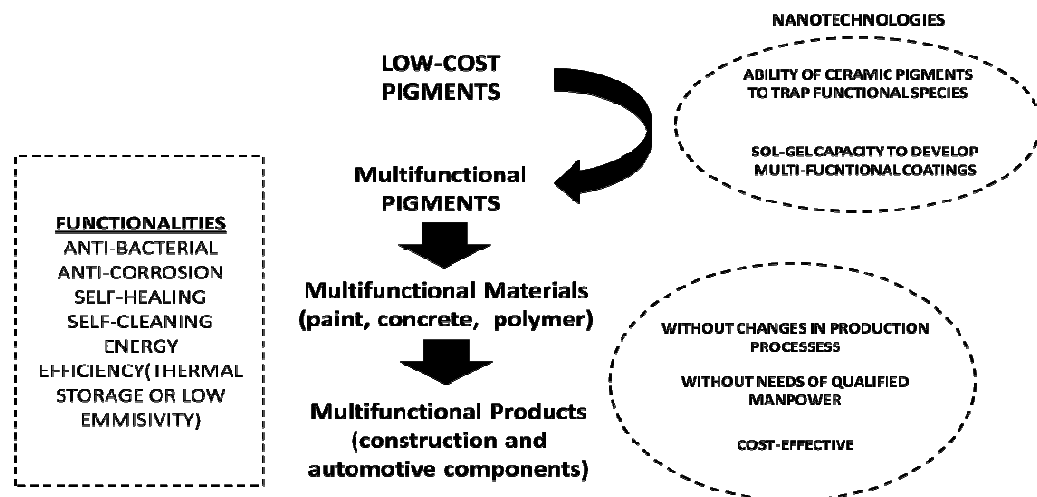 NANOTECHNOLOGIES
LOW-COST
PIGMENTS
ABILITY OF CERAMIC PIGMENTS
TO TRAP FUNCTIONAL SPECIES
SOL-GEL CAPACITY TO DEVELOP
MULTI-FUCNTIONAL COATINGS
Multifunctional
PIGMENTS
FUNCTIONALITIES
ANTI-BACTERIAL
ANTI-CORROSION
SELF-HEALING
SELF-CLEANING
ENERGY
EFFICIENCY(THERMAL
STORAGE OR LOW
EMMISIVITY)
Multifunctional Materials
(paint, concrete, polymer)
Multifunctional Products
(construction and
automotive components)
WITHOUT CHANGES IN PRODUCTION
PROCESSESS
WITHOUT NEEDS OF QUALIFIED
MANPOWER
COST-EFFECTIVE